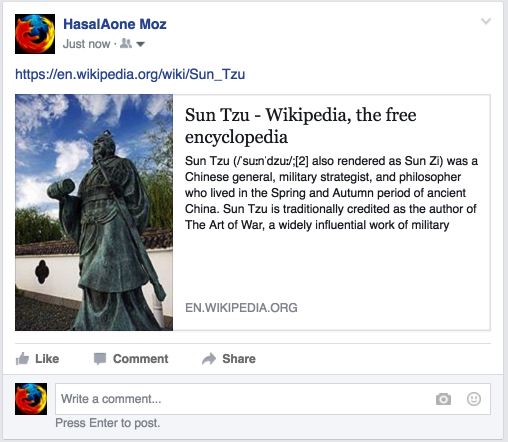 HasalAone Moz
Just now ·
https://en.wikipedia.org/wiki/Sun_Tzu
Sun Tzu - Wikipedia, the free
encyclopedia
Sun Tzu (/ˈsuːnˈdzuː/;[2] also rendered as Sun Zi) was a
Chinese general, military strategist, and philosopher
who lived in the Spring and Autumn period of ancient
China. Sun Tzu is traditionally credited as the author of
The Art of War, a widely influential work of military
EN.WIKIPEDIA.ORG
Like Comment Share
Write a comment...
Press Enter to post.